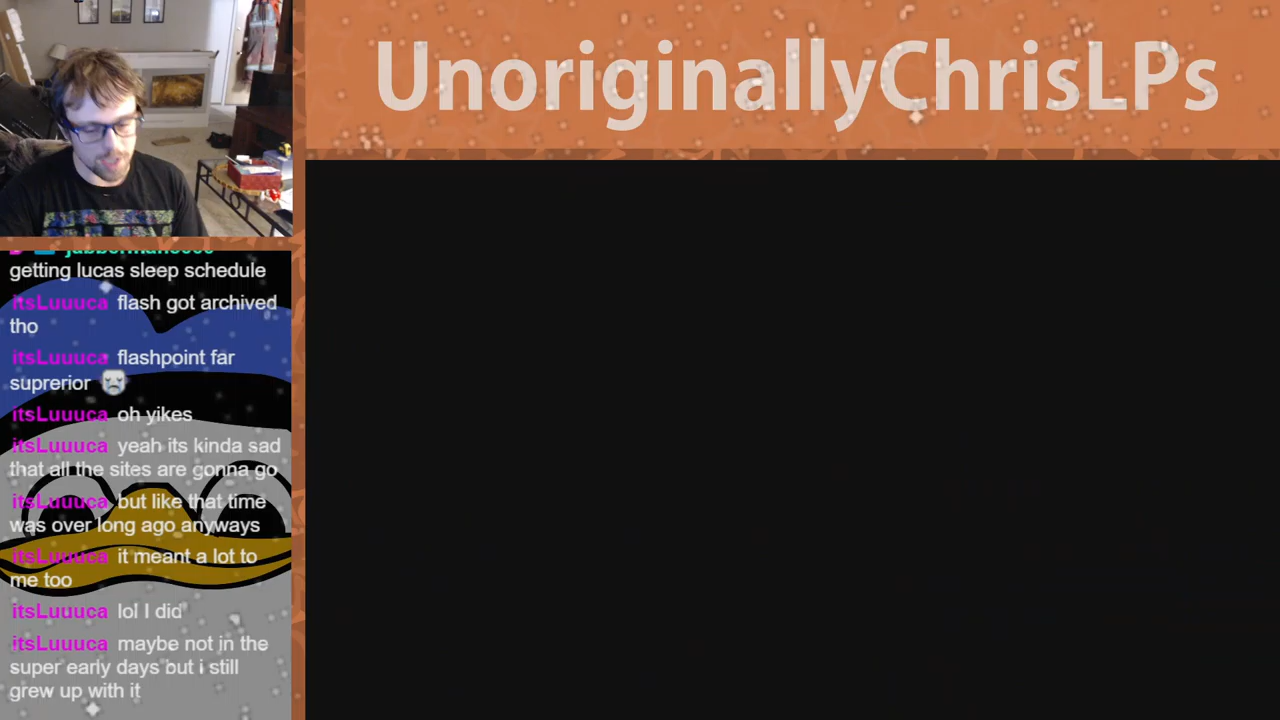 UnoriginallyChrisLPs
getting lucas sleep schedule
itsLuuuca flash got archived
tho
itsLuuuca flashpoint far
suprerior
itsLuuuca oh yikes
itsLuuuca yeah its kinda sad
that all the sites are gonna go
itsLuuuca but like that time
was over long ago anyways
itsLuuuca it meant a lot to
me too
itsLuuuca lol I did
itsLuuuca maybe not in the
super early days but i still
grew up with it